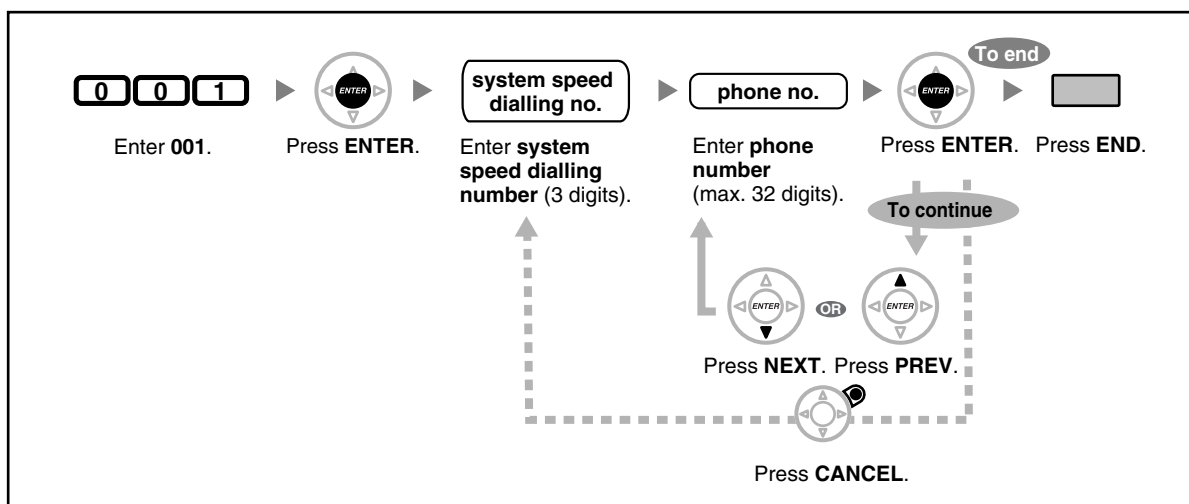 0 0 1
ENTER
system speed
dialling no.
phone no.
ENTER
To end
Enter 001.
Press ENTER.
Enter system
speed dialling
number (3 digits).
Enter phone
number
(max. 32 digits).
Press ENTER.
Press END.
To continue
ENTER
OR
ENTER
Press NEXT.
Press PREV.
Press CANCEL.